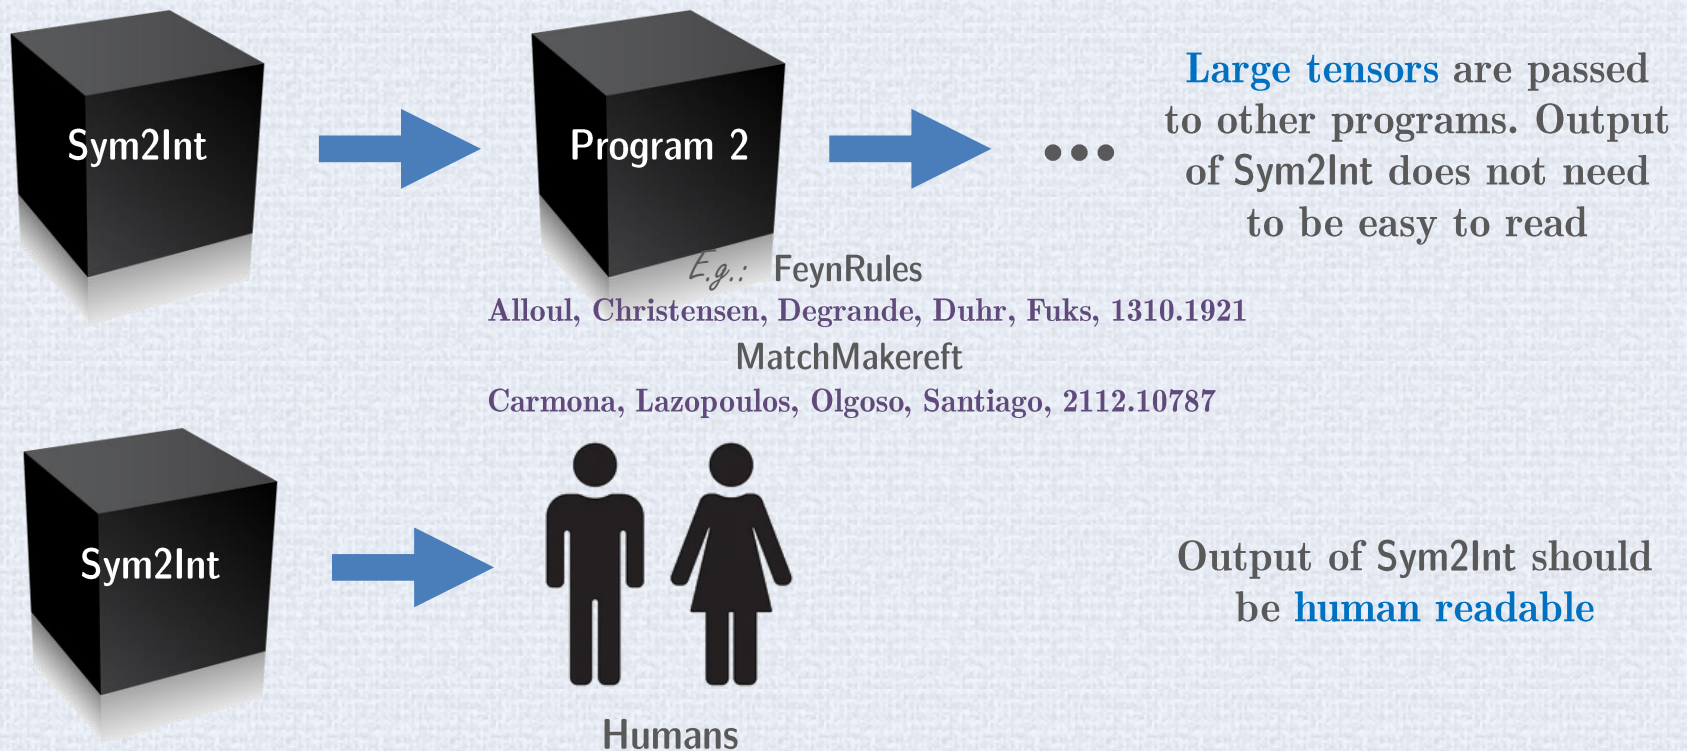 Sym2Int
Program 2
•••
Large tensors are passed
to other programs. Output
of Sym2Int does not need
to be easy to read
E.g.: FeynRules
Alloul, Christensen, Degrande, Duhr, Fuks, 1310.1921
MatchMakereft
Carmona, Lazopoulos, Olgoso, Santiago, 2112.10787
Sym2Int
Humans
Output of Sym2Int should
be human readable